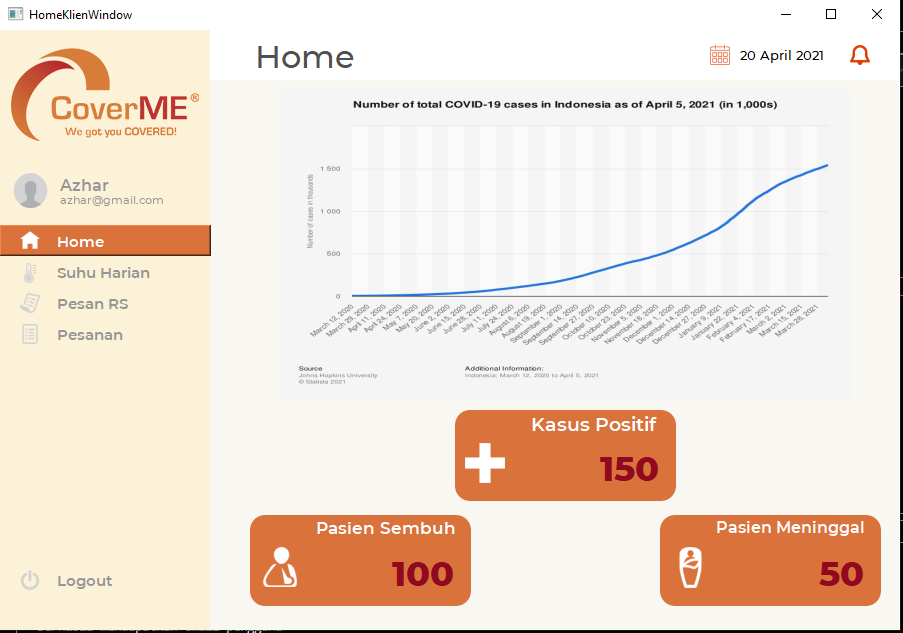 HomeKlienWindow
CoverME®
We got you COVERED!
Home
20 April 2021
Azhar
azhar@gmail.com
Home
Suhu Harian
Pesan RS
Pesanan
Logout
Number of total COVID-19 cases in Indonesia as of April 5, 2021 (in 1,000s)
Number of cases in thousands
1 500
1 000
500
0
March 12, 2020
March 29, 2020
April 11, 2020
April 24, 2020
May 7, 2020
May 20, 2020
June 2, 2020
June 15, 2020
June 28, 2020
July 11, 2020
July 24, 2020
August 6, 2020
August 19, 2020
September 1, 2020
September 14, 2020
September 27, 2020
October 10, 2020
October 23, 2020
November 5, 2020
November 18, 2020
December 1, 2020
December 14, 2020
December 27, 2020
January 9, 2021
January 22, 2021
February 4, 2021
February 17, 2021
March 2, 2021
March 15, 2021
March 28, 2021
Source
Johns Hopkins University
© Statista 2021
Additional Information:
Indonesia; March 12, 2020 to April 5, 2021
Kasus Positif
150
Pasien Sembuh
100
Pasien Meninggal
50